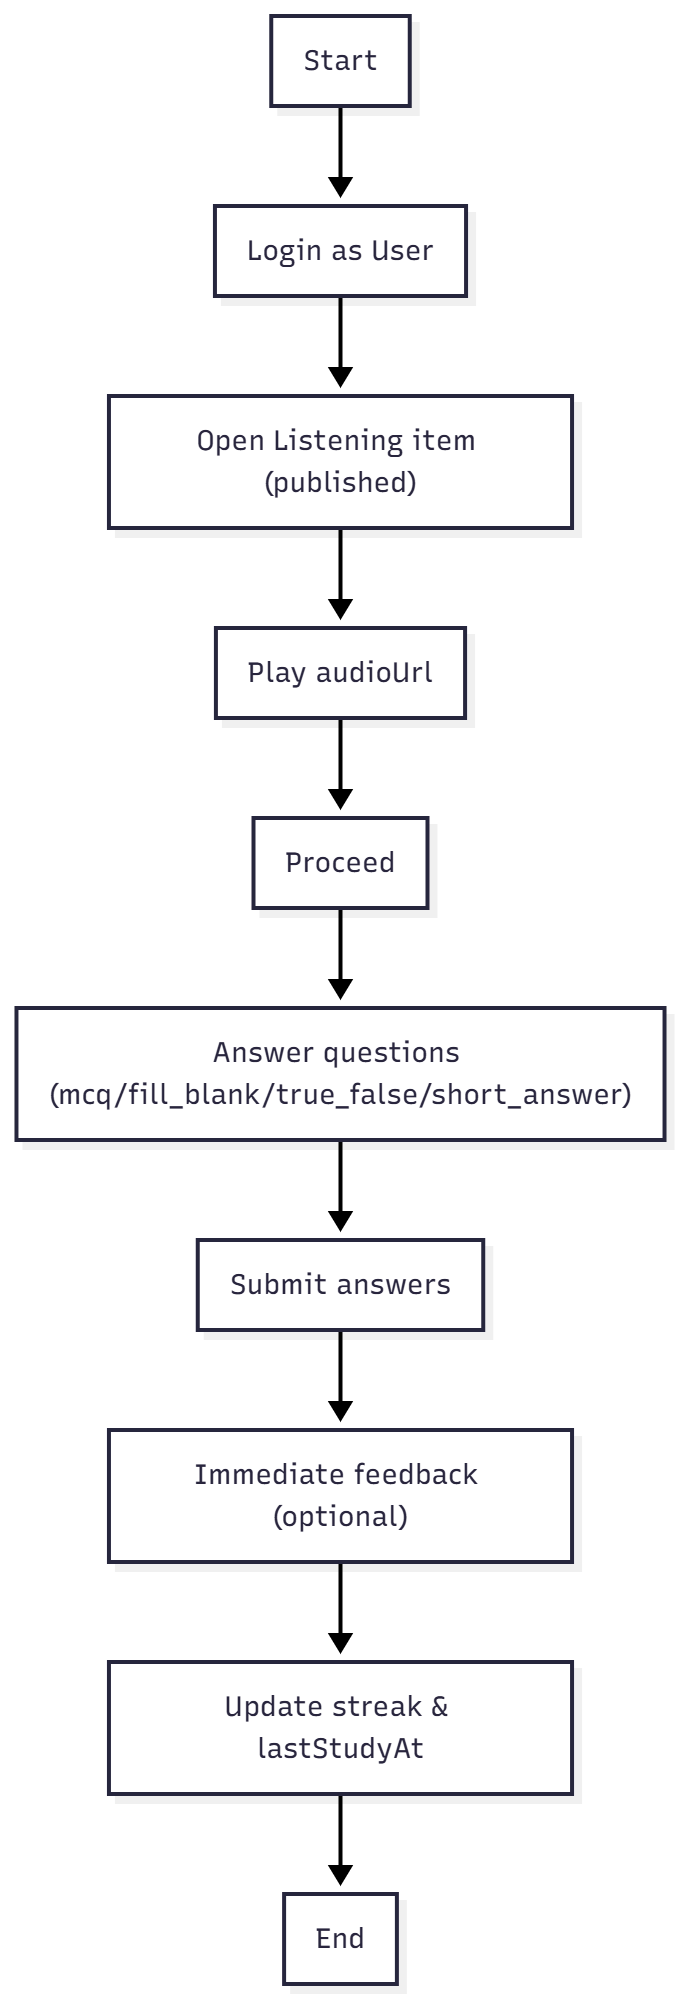 Start
Login as User
Open Listening item
(published)
Play audioUrl
Proceed
Answer questions
(mcq/fill_blank/true_false/short_answer)
Submit answers
Immediate feedback
(optional)
Update streak &
lastStudyAt
End